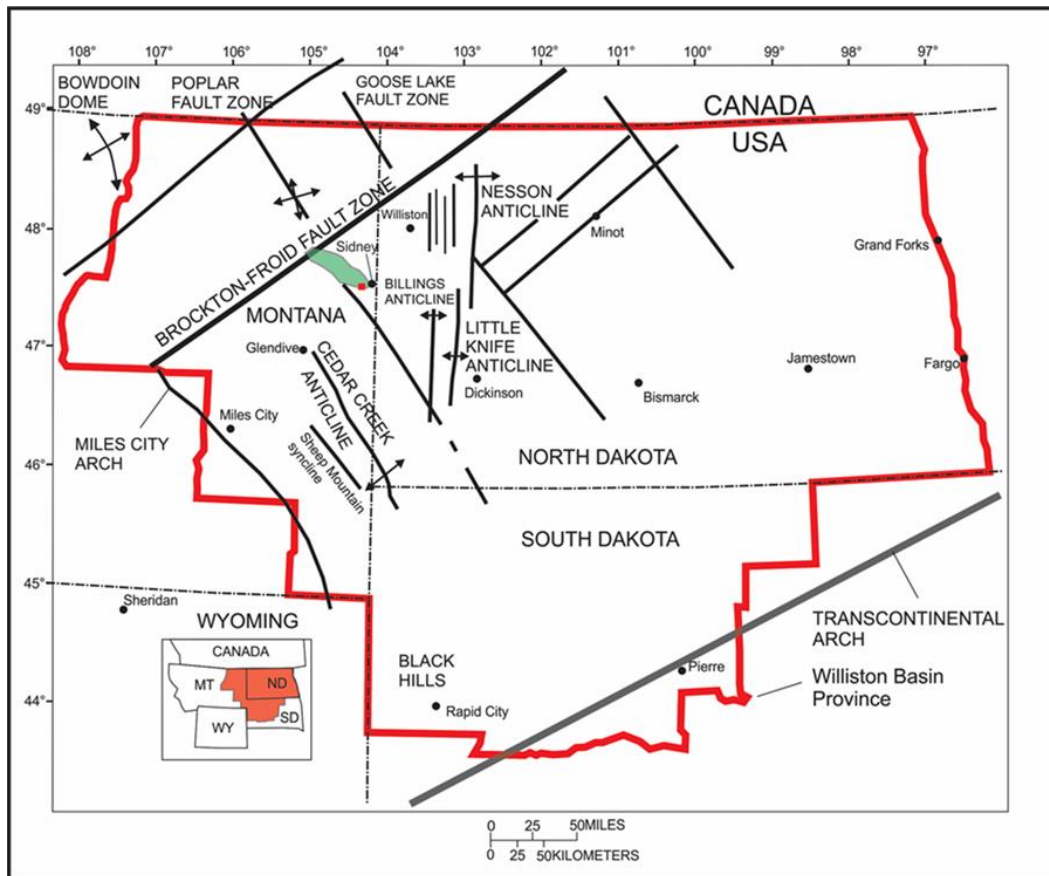 108° 107° 106° 105° 104° 103° 102° 101° 100° 99° 98° 97°
BOWDOIN
DOME
POPLAR
FAULT ZONE
GOOSE LAKE
FAULT ZONE
49°
CANADA
USA
BROCKTON-FROID FAULT ZONE
NESSON
ANTICLINE
48°
Williston
Minot
Grand Forks
Sidney
BILLINGS
ANTICLINE
MONTANA
LITTLE
KNIFE
ANTICLINE
47°
Glendive
CEDAR CREEK
ANTICLINE
Dickinson
Bismarck
Jamestown
Fargo
Miles City
MILES CITY
ARCH
Sheep Mountain
syncline
46°
NORTH DAKOTA
SOUTH DAKOTA
45°
Sheridan
WYOMING
TRANSCONTINENTAL
ARCH
CANADA
MT
ND
SD
WY
BLACK
HILLS
Pierre
Williston Basin
Province
44°
Rapid City
0 25 50MILES
0 25 50KILOMETERS